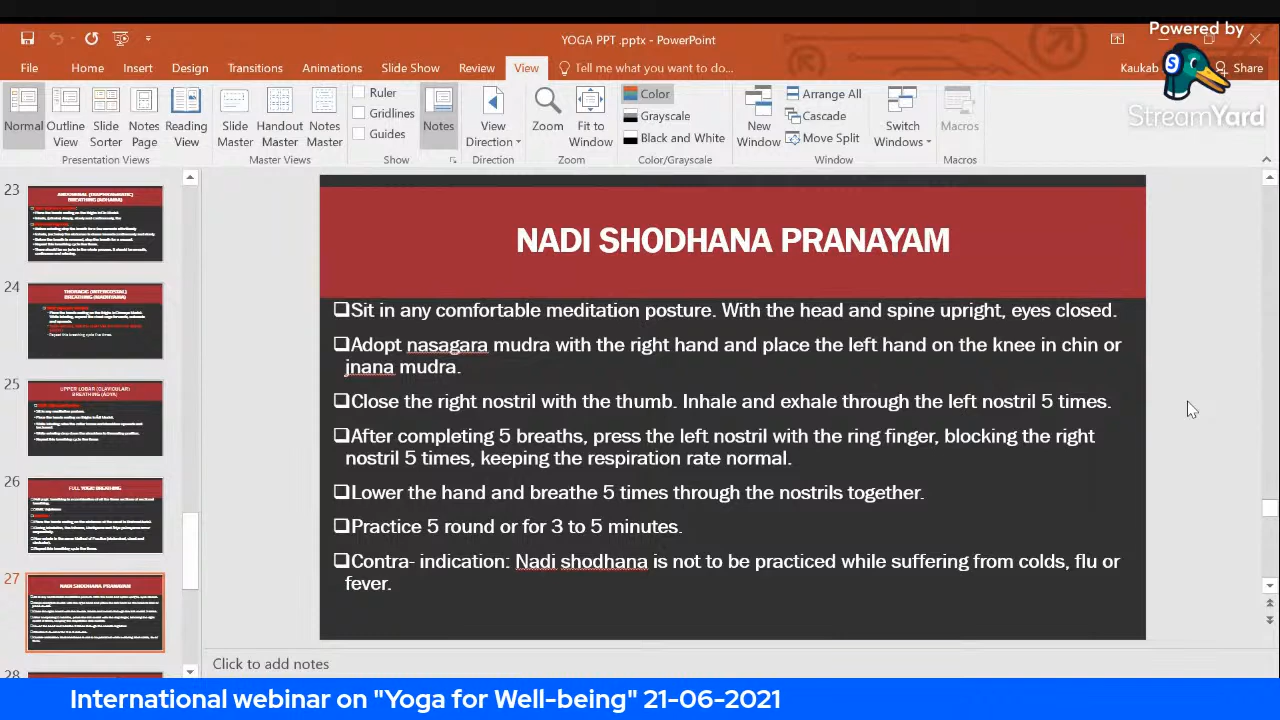 Powered by
StreamYard
YOGA PPT .pptx - PowerPoint
File Home Insert Design Transitions Animations Slide Show Review View Tell me what you want to do... Kaukab Share
Normal Outline View Slide Sorter Notes Page Reading View
Presentation Views
Slide Master Handout Master Notes Master
Master Views
Ruler
Gridlines
Guides
Show
Notes
View Direction
Direction
Zoom Fit to Window
Zoom
Color
Grayscale
Black and White
Color/Grayscale
New Window
Arrange All
Cascade
Move Split
Switch Windows
Window
Macros
Macros
23
24
25
26
FULL YOGIC BREATHING
27
NADI SHODHANA PRANAYAM
28
NADI SHODHANA PRANAYAM
Sit in any comfortable meditation posture. With the head and spine upright, eyes closed.
Adopt nasagara mudra with the right hand and place the left hand on the knee in chin or
jnana mudra.
Close the right nostril with the thumb. Inhale and exhale through the left nostril 5 times.
After completing 5 breaths, press the left nostril with the ring finger, blocking the right
nostril 5 times, keeping the respiration rate normal.
Lower the hand and breathe 5 times through the nostrils together.
Practice 5 round or for 3 to 5 minutes.
Contra- indication: Nadi shodhana is not to be practiced while suffering from colds, flu or
fever.
Click to add notes
International webinar on "Yoga for Well-being" 21-06-2021